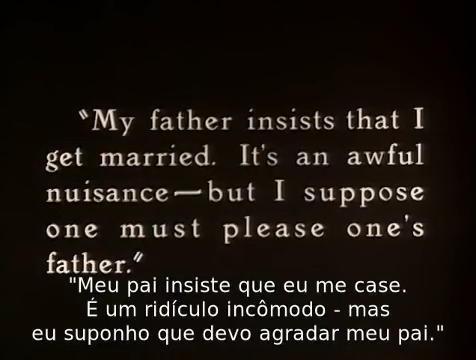 "My father insists that I
get married. It's an awful
nuisance—but I suppose
one must please one's
father."
"Meu pai insiste que eu me case.
É um ridículo incômodo - mas
eu suponho que devo agradar meu pai."